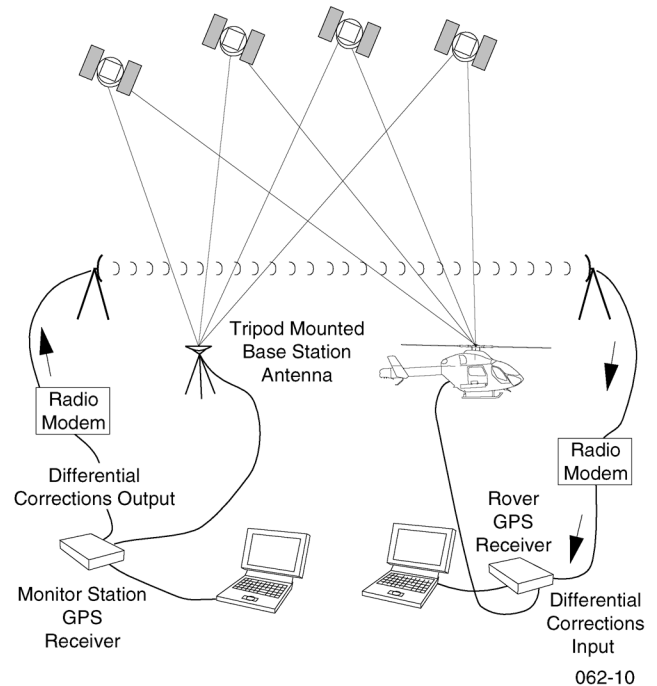 Tripod Mounted
Base Station
Antenna
Radio
Modem
Differential
Corrections Output
Monitor Station
GPS
Receiver
Radio
Modem
Rover
GPS
Receiver
Differential
Corrections
Input
062-10